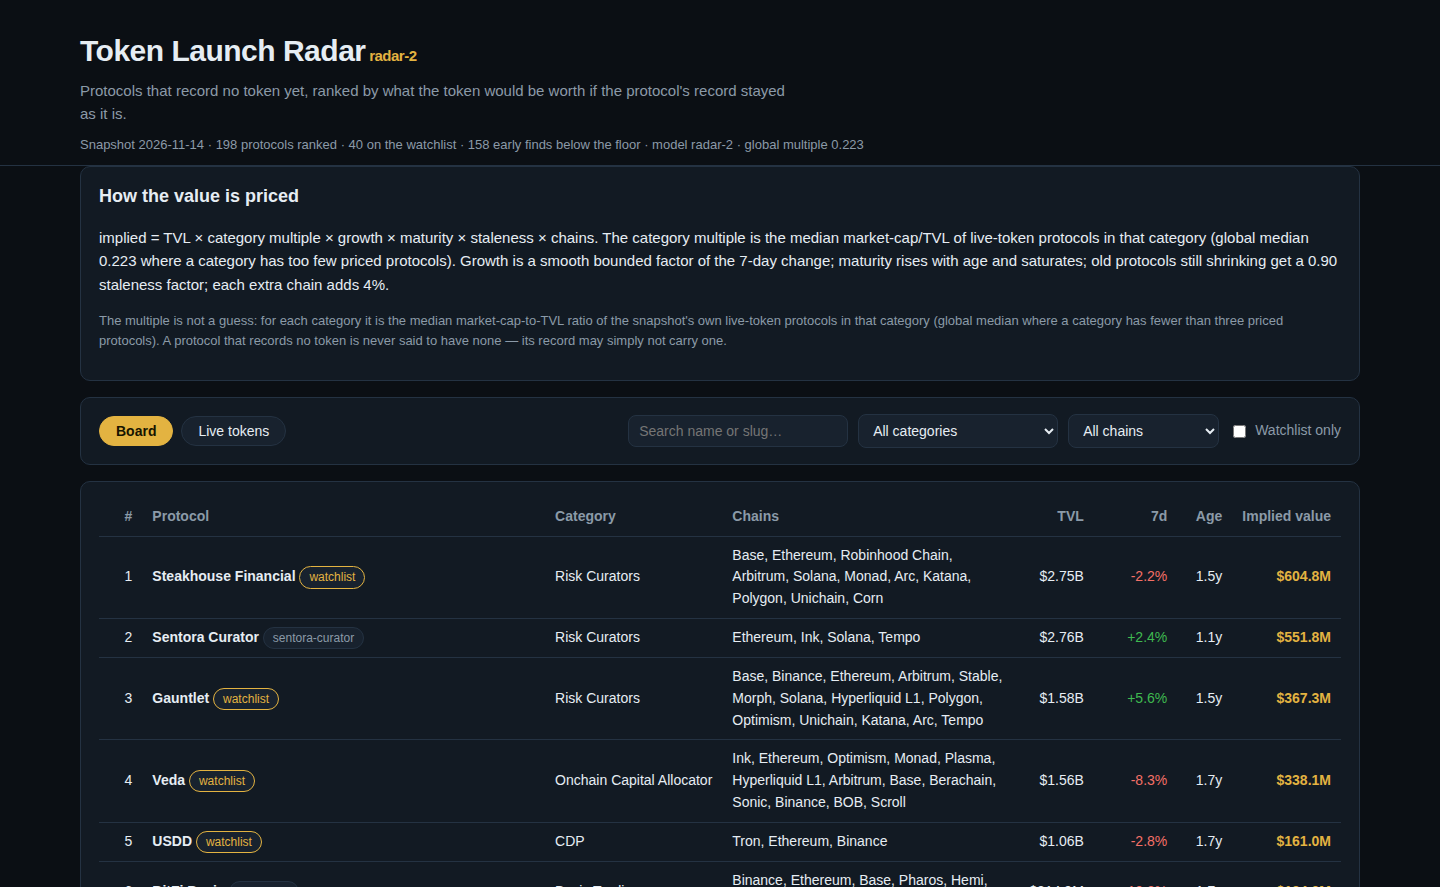 Token Launch Radar radar-2
Protocols that record no token yet, ranked by what the token would be worth if the protocol's record stayed
as it is.
Snapshot 2026-11-14 · 198 protocols ranked · 40 on the watchlist · 158 early finds below the floor · model radar-2 · global multiple 0.223
How the value is priced
implied = TVL × category multiple × growth × maturity × staleness × chains. The category multiple is the median market-cap/TVL of live-token protocols in that category (global median
0.223 where a category has too few priced protocols). Growth is a smooth bounded factor of the 7-day change; maturity rises with age and saturates; old protocols still shrinking get a 0.90
staleness factor; each extra chain adds 4%.
The multiple is not a guess: for each category it is the median market-cap-to-TVL ratio of the snapshot's own live-token protocols in that category (global median where a category has fewer than three priced
protocols). A protocol that records no token is never said to have none — its record may simply not carry one.
Board Live tokens Search name or slug… All categories All chains Watchlist only
# Protocol Category Chains TVL 7d Age Implied value
Base, Ethereum, Robinhood Chain,
1 Steakhouse Financial watchlist Risk Curators Arbitrum, Solana, Monad, Arc, Katana, $2.75B -2.2% 1.5y $604.8M
Polygon, Unichain, Corn
2 Sentora Curator sentora-curator Risk Curators Ethereum, Ink, Solana, Tempo $2.76B +2.4% 1.1y $551.8M
Base, Binance, Ethereum, Arbitrum, Stable,
3 Gauntlet watchlist Risk Curators Morph, Solana, Hyperliquid L1, Polygon, $1.58B +5.6% 1.5y $367.3M
Optimism, Unichain, Katana, Arc, Tempo
Ink, Ethereum, Optimism, Monad, Plasma,
4 Veda watchlist Onchain Capital Allocator Hyperliquid L1, Arbitrum, Base, Berachain, $1.56B -8.3% 1.7y $338.1M
Sonic, Binance, BOB, Scroll
5 USDD watchlist CDP Tron, Ethereum, Binance $1.06B -2.8% 1.7y $161.0M
Binance, Ethereum, Base, Pharos, Hemi,